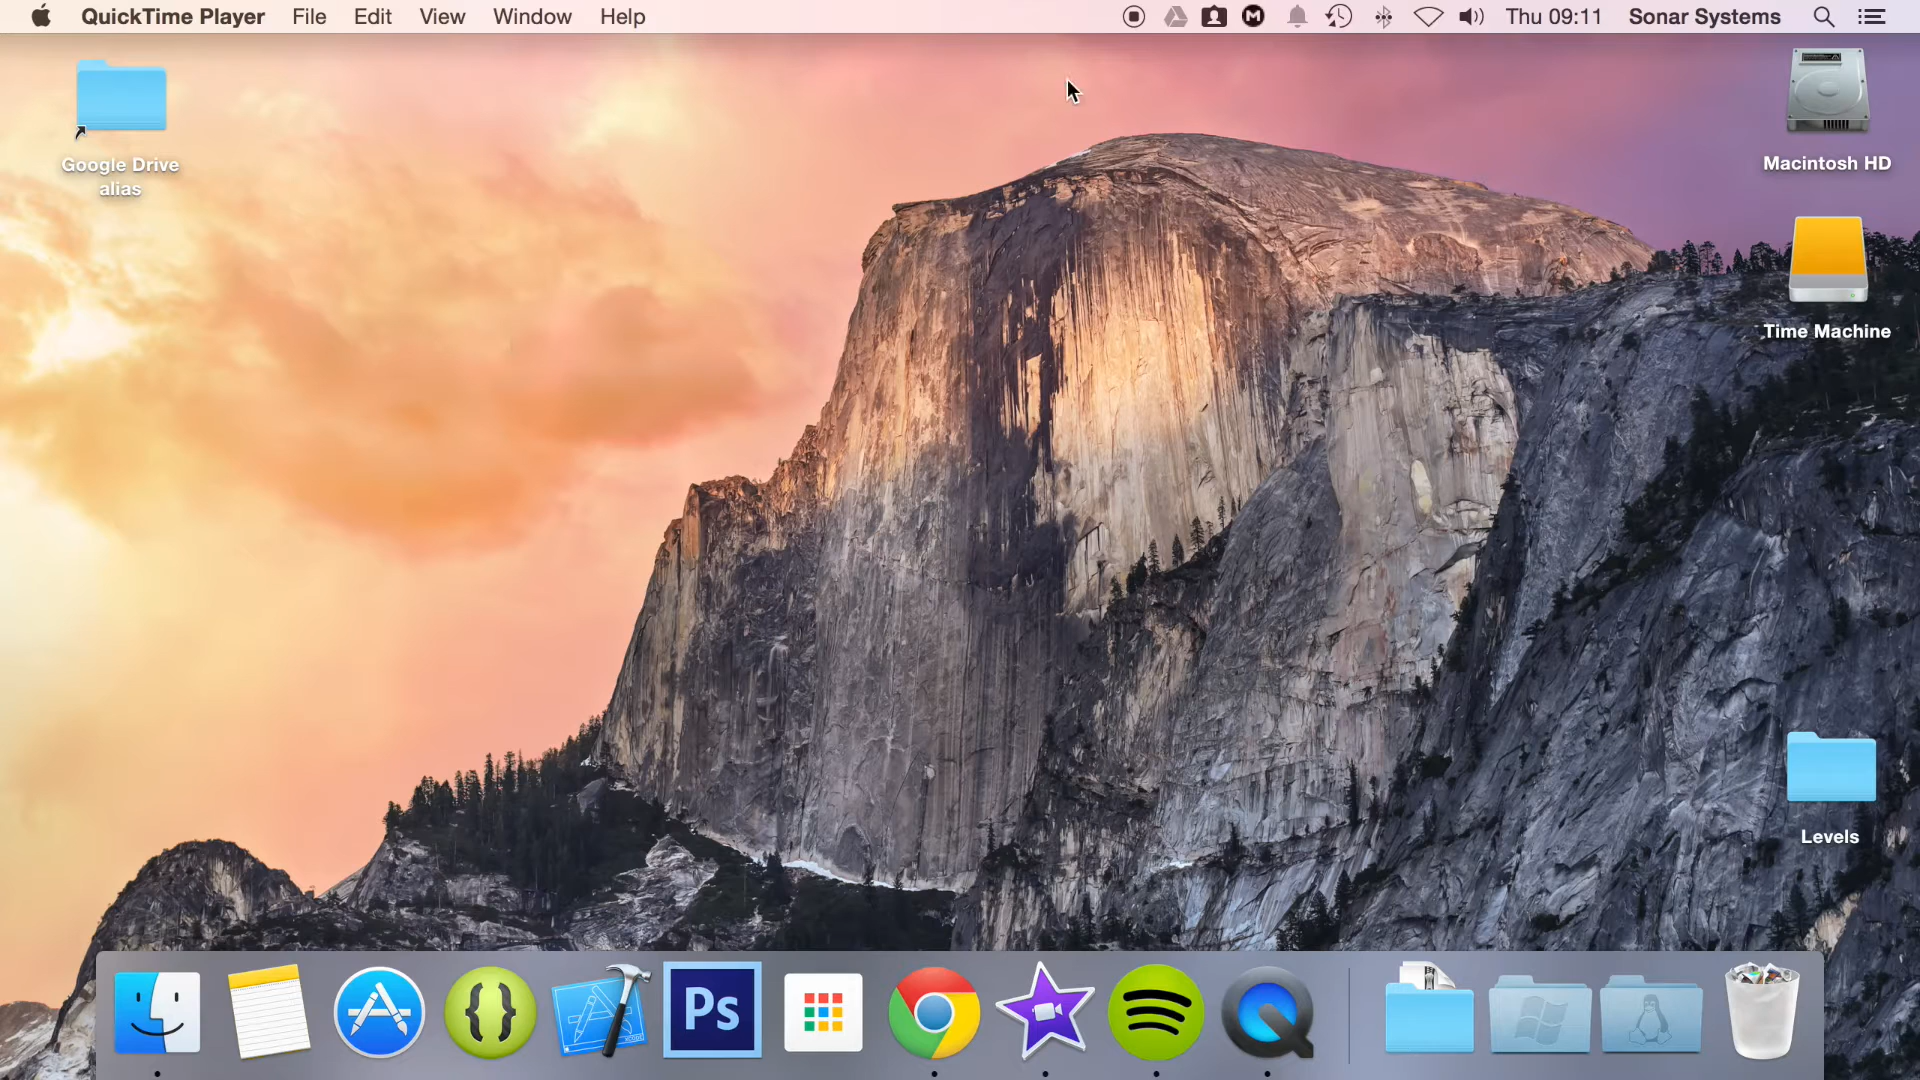 QuickTime Player File Edit View Window Help Thu 09:11 Sonar Systems
Google Drive
alias
Macintosh HD
Time Machine
Levels
Ps